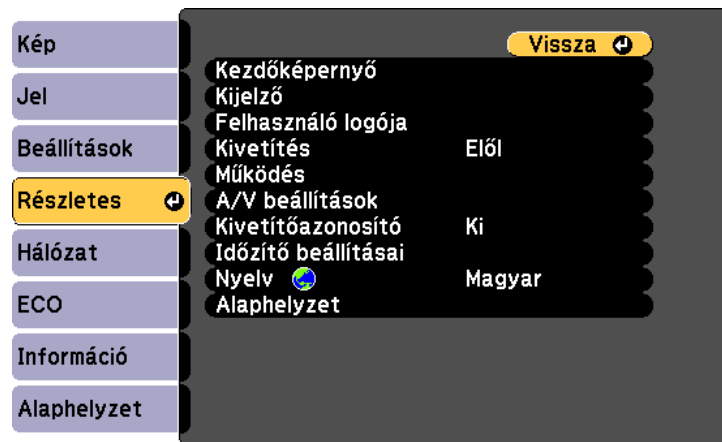 Kép
Jel
Beállítások
Részletes
Hálózat
ECO
Információ
Alaphelyzet
Vissza
Kezdőképernyő
Kijelző
Felhasználó logója
Kivetítés Elől
Működés
A/V beállítások
Kivetítőazonosító Ki
Időzítő beállításai
Nyelv Magyar
Alaphelyzet